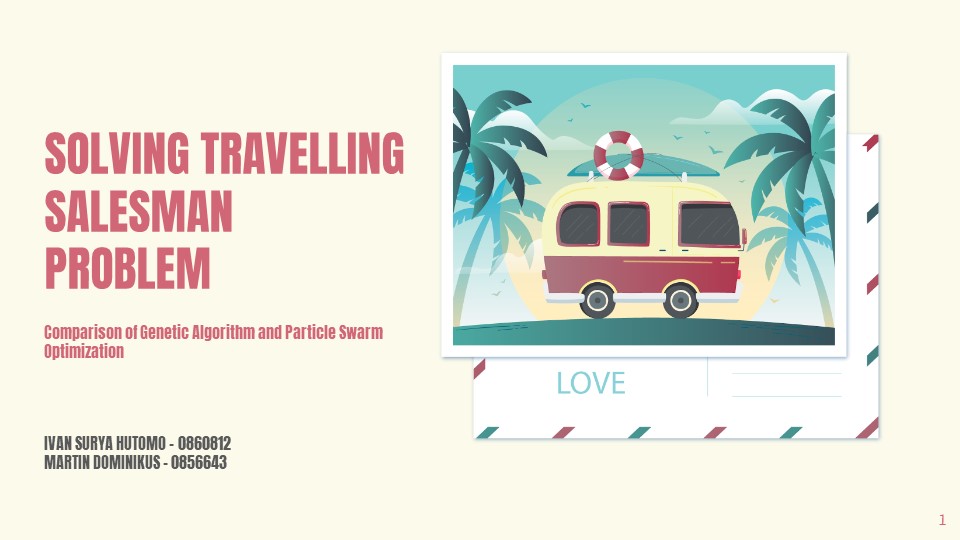 SOLVING TRAVELLING
SALESMAN
PROBLEM
Comparison of Genetic Algorithm and Particle Swarm
Optimization
IVAN SURYA HUTOMO - 0860812
MARTIN DOMINIKUS - 0856643
LOVE
1